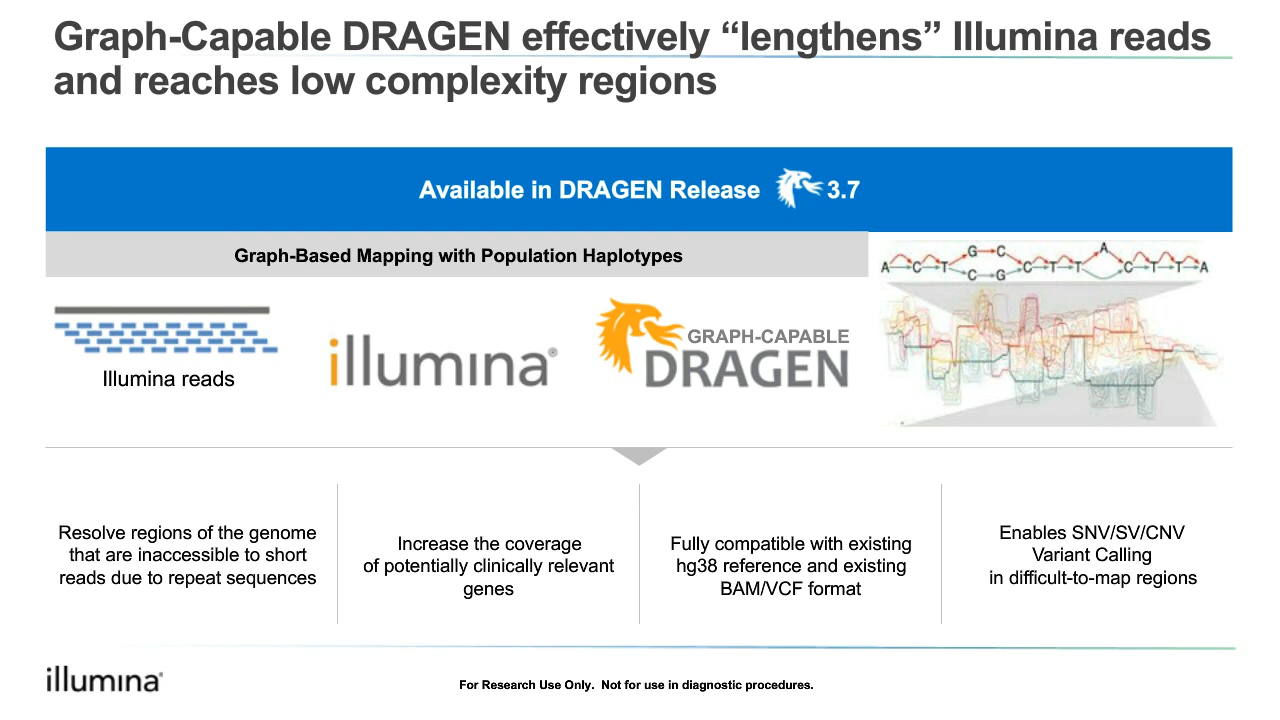 Graph-Capable DRAGEN effectively “lengthens” Illumina reads
and reaches low complexity regions
Available in DRAGEN Release 3.7
Graph-Based Mapping with Population Haplotypes
Illumina reads
illumina®
GRAPH-CAPABLE
DRAGEN
G C A
A C T C T T C T T A
C G
Resolve regions of the genome
that are inaccessible to short
reads due to repeat sequences
Increase the coverage
of potentially clinically relevant
genes
Fully compatible with existing
hg38 reference and existing
BAM/VCF format
Enables SNV/SV/CNV
Variant Calling
in difficult-to-map regions
illumina®
For Research Use Only. Not for use in diagnostic procedures.